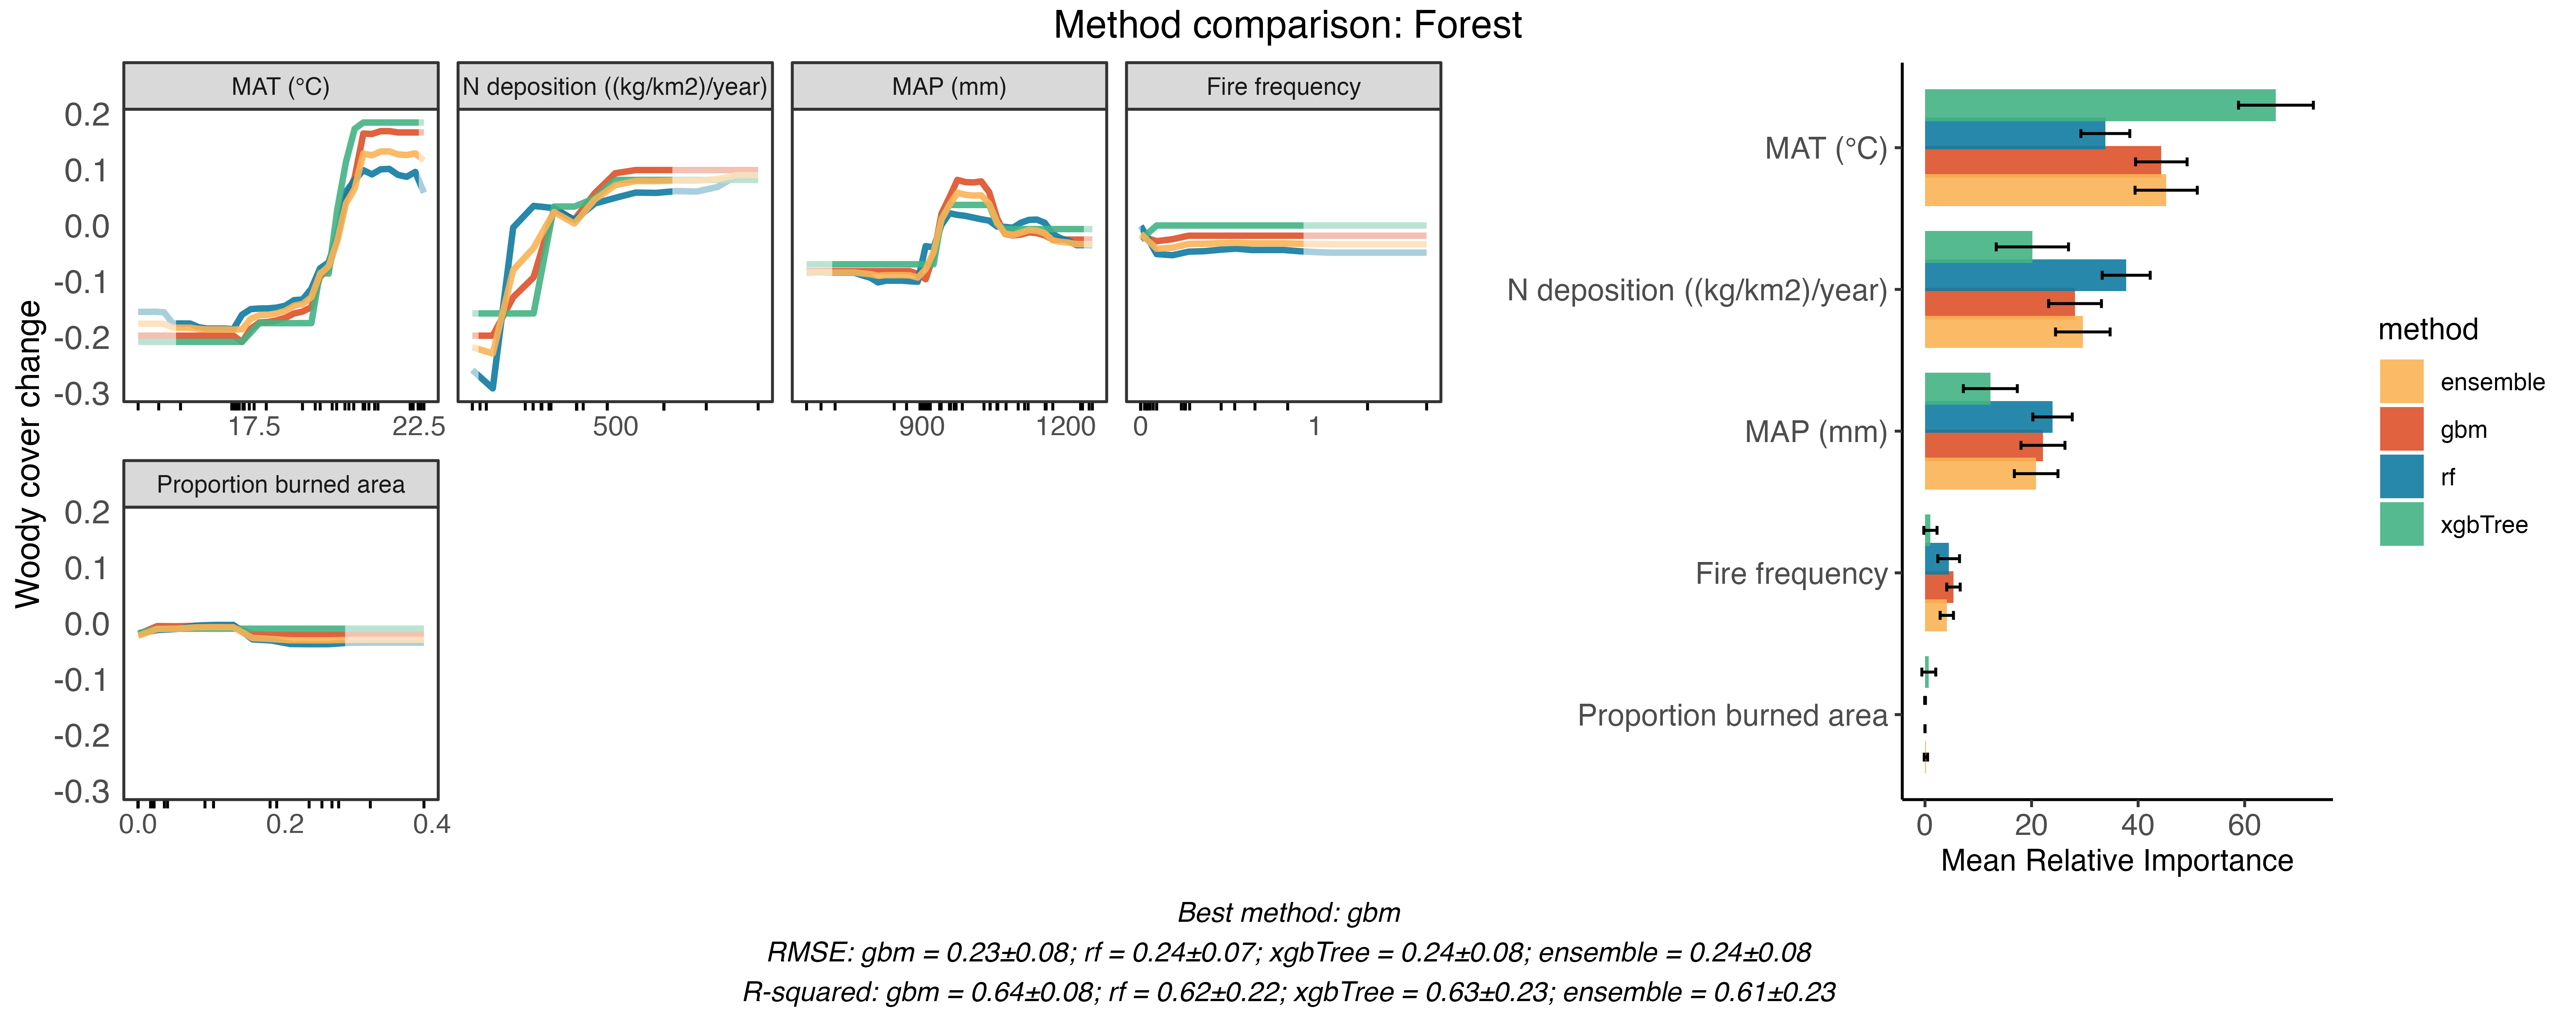 Method comparison: Forest
MAT (°C)
N deposition ((kg/km2)/year)
MAP (mm)
Fire frequency
Woody cover change
0.2
0.1
0.0
-0.1
-0.2
-0.3
17.5 22.5
500
900 1200
0 1
Proportion burned area
0.2
0.1
0.0
-0.1
-0.2
-0.3
0.0 0.2 0.4
MAT (°C)
N deposition ((kg/km2)/year)
MAP (mm)
Fire frequency
Proportion burned area
0 20 40 60
Mean Relative Importance
method
ensemble
gbm
rf
xgbTree
Best method: gbm
RMSE: gbm = 0.23±0.08; rf = 0.24±0.07; xgbTree = 0.24±0.08; ensemble = 0.24±0.08
R-squared: gbm = 0.64±0.08; rf = 0.62±0.22; xgbTree = 0.63±0.23; ensemble = 0.61±0.23